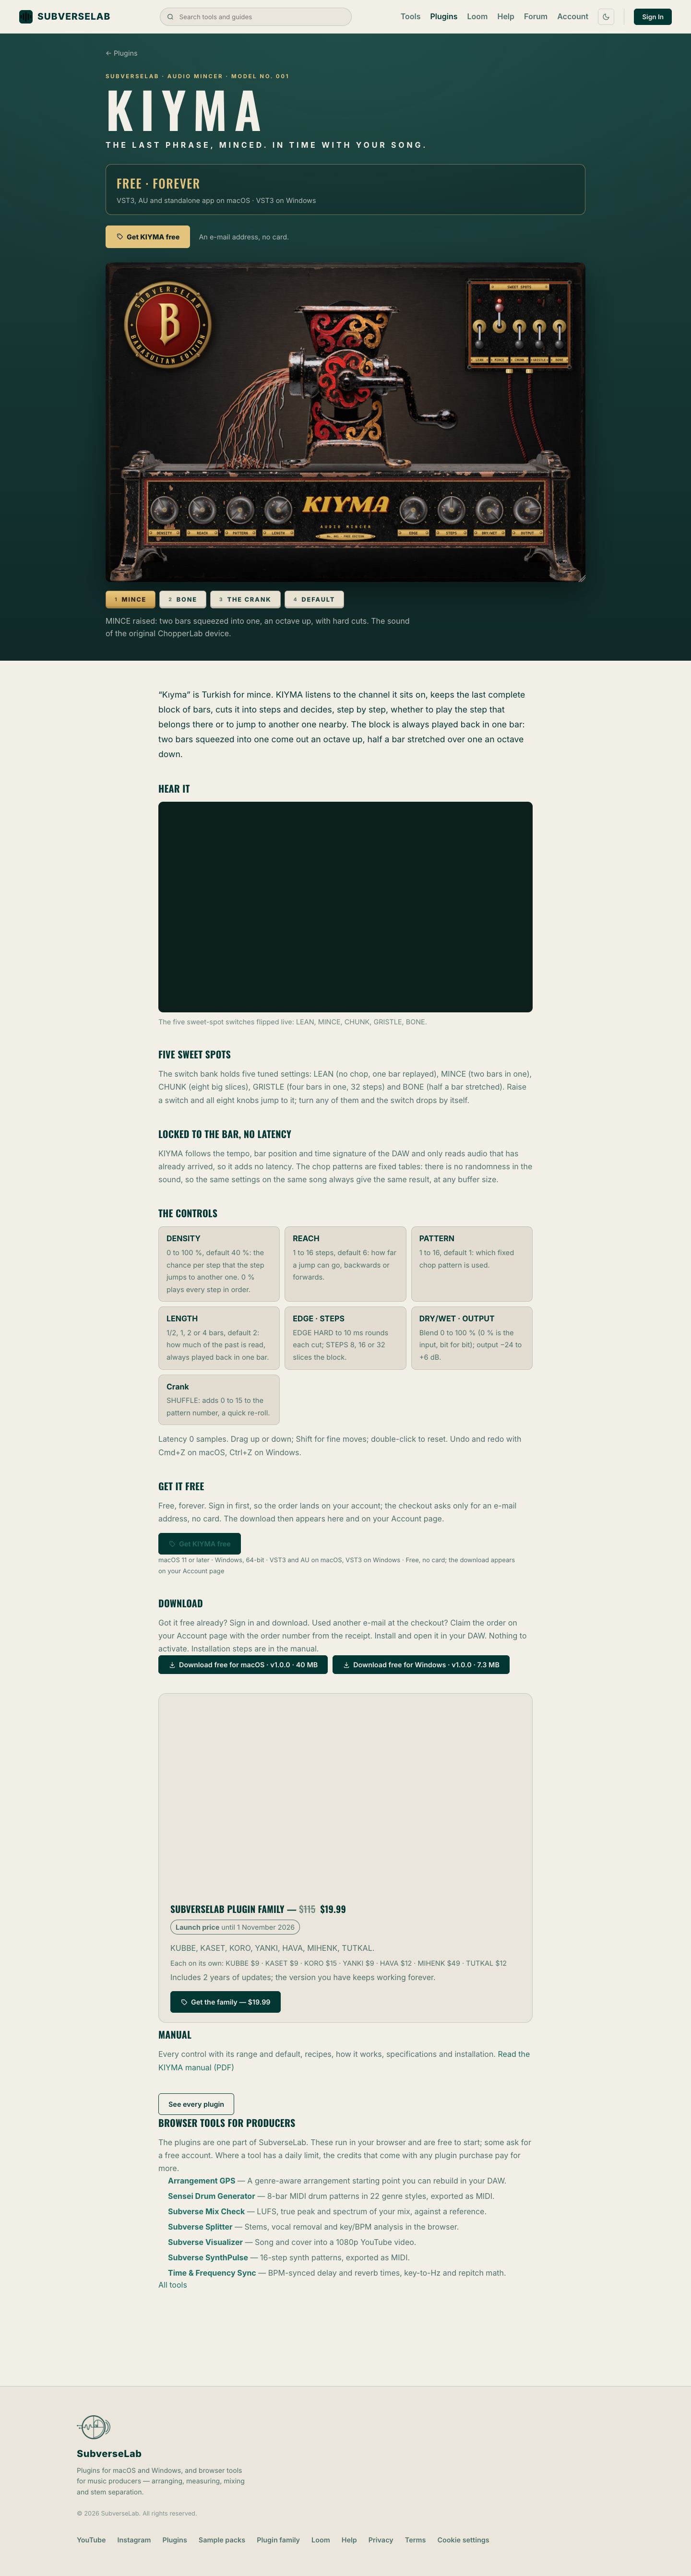 SUBVERSELAB
Search tools and guides
Tools Plugins Loom Help Forum Account
Sign In
← Plugins
SUBVERSELAB · AUDIO MINCER · MODEL NO. 001
KIYMA
THE LAST PHRASE, MINCED. IN TIME WITH YOUR SONG.
FREE · FOREVER
VST3, AU and standalone app on macOS · VST3 on Windows
Get KIYMA free
An e-mail address, no card.
SUBVERSELAB
B
BABASULTAN EDITION
SWEET SPOTS
LEAN MINCE CHUNK GRISTLE BONE
KIYMA
AUDIO MINCER
DENSITY REACH PATTERN LENGTH
EDGE STEPS DRY/WET OUTPUT
1 MINCE
2 BONE
3 THE CRANK
4 DEFAULT
MINCE raised: two bars squeezed into one, an octave up, with hard cuts. The sound
of the original ChopperLab device.
“Kıyma” is Turkish for mince. KIYMA listens to the channel it sits on, keeps the last complete
block of bars, cuts it into steps and decides, step by step, whether to play the step that
belongs there or to jump to another one nearby. The block is always played back in one bar:
two bars squeezed into one come out an octave up, half a bar stretched over one an octave
down.
HEAR IT
The five sweet-spot switches flipped live: LEAN, MINCE, CHUNK, GRISTLE, BONE.
FIVE SWEET SPOTS
The switch bank holds five tuned settings: LEAN (no chop, one bar replayed), MINCE (two bars in one),
CHUNK (eight big slices), GRISTLE (four bars in one, 32 steps) and BONE (half a bar stretched). Raise
a switch and all eight knobs jump to it; turn any of them and the switch drops by itself.
LOCKED TO THE BAR, NO LATENCY
KIYMA follows the tempo, bar position and time signature of the DAW and only reads audio that has
already arrived, so it adds no latency. The chop patterns are fixed tables: there is no randomness in the
sound, so the same settings on the same song always give the same result, at any buffer size.
THE CONTROLS
DENSITY
0 to 100 %, default 40 %: the
chance per step that the step
jumps to another one. 0 %
plays every step in order.
REACH
1 to 16 steps, default 6: how far
a jump can go, backwards or
forwards.
PATTERN
1 to 16, default 1: which fixed
chop pattern is used.
LENGTH
1/2, 1, 2 or 4 bars, default 2:
how much of the past is read,
always played back in one bar.
EDGE · STEPS
EDGE HARD to 10 ms rounds
each cut; STEPS 8, 16 or 32
slices the block.
DRY/WET · OUTPUT
Blend 0 to 100 % (0 % is the
input, bit for bit); output −24 to
+6 dB.
Crank
SHUFFLE: adds 0 to 15 to the
pattern number, a quick re-roll.
Latency 0 samples. Drag up or down; Shift for fine moves; double-click to reset. Undo and redo with
Cmd+Z on macOS, Ctrl+Z on Windows.
GET IT FREE
Free, forever. Sign in first, so the order lands on your account; the checkout asks only for an e-mail
address, no card. The download then appears here and on your Account page.
Get KIYMA free
macOS 11 or later · Windows, 64-bit · VST3 and AU on macOS, VST3 on Windows · Free, no card; the download appears
on your Account page
DOWNLOAD
Got it free already? Sign in and download. Used another e-mail at the checkout? Claim the order on
your Account page with the order number from the receipt. Install and open it in your DAW. Nothing to
activate. Installation steps are in the manual.
Download free for macOS · v1.0.0 · 40 MB
Download free for Windows · v1.0.0 · 7.3 MB
SUBVERSELAB PLUGIN FAMILY — $115 $19.99
Launch price until 1 November 2026
KUBBE, KASET, KORO, YANKI, HAVA, MIHENK, TUTKAL.
Each on its own: KUBBE $9 · KASET $9 · KORO $15 · YANKI $9 · HAVA $12 · MIHENK $49 · TUTKAL $12
Includes 2 years of updates; the version you have keeps working forever.
Get the family — $19.99
MANUAL
Every control with its range and default, recipes, how it works, specifications and installation. Read the
KIYMA manual (PDF)
See every plugin
BROWSER TOOLS FOR PRODUCERS
The plugins are one part of SubverseLab. These run in your browser and are free to start; some ask for
a free account. Where a tool has a daily limit, the credits that come with any plugin purchase pay for
more.
Arrangement GPS — A genre-aware arrangement starting point you can rebuild in your DAW.
Sensei Drum Generator — 8-bar MIDI drum patterns in 22 genre styles, exported as MIDI.
Subverse Mix Check — LUFS, true peak and spectrum of your mix, against a reference.
Subverse Splitter — Stems, vocal removal and key/BPM analysis in the browser.
Subverse Visualizer — Song and cover into a 1080p YouTube video.
Subverse SynthPulse — 16-step synth patterns, exported as MIDI.
Time & Frequency Sync — BPM-synced delay and reverb times, key-to-Hz and repitch math.
All tools
SubverseLab
Plugins for macOS and Windows, and browser tools
for music producers — arranging, measuring, mixing
and stem separation.
© 2026 SubverseLab. All rights reserved.
YouTube Instagram Plugins Sample packs Plugin family Loom Help Privacy Terms Cookie settings